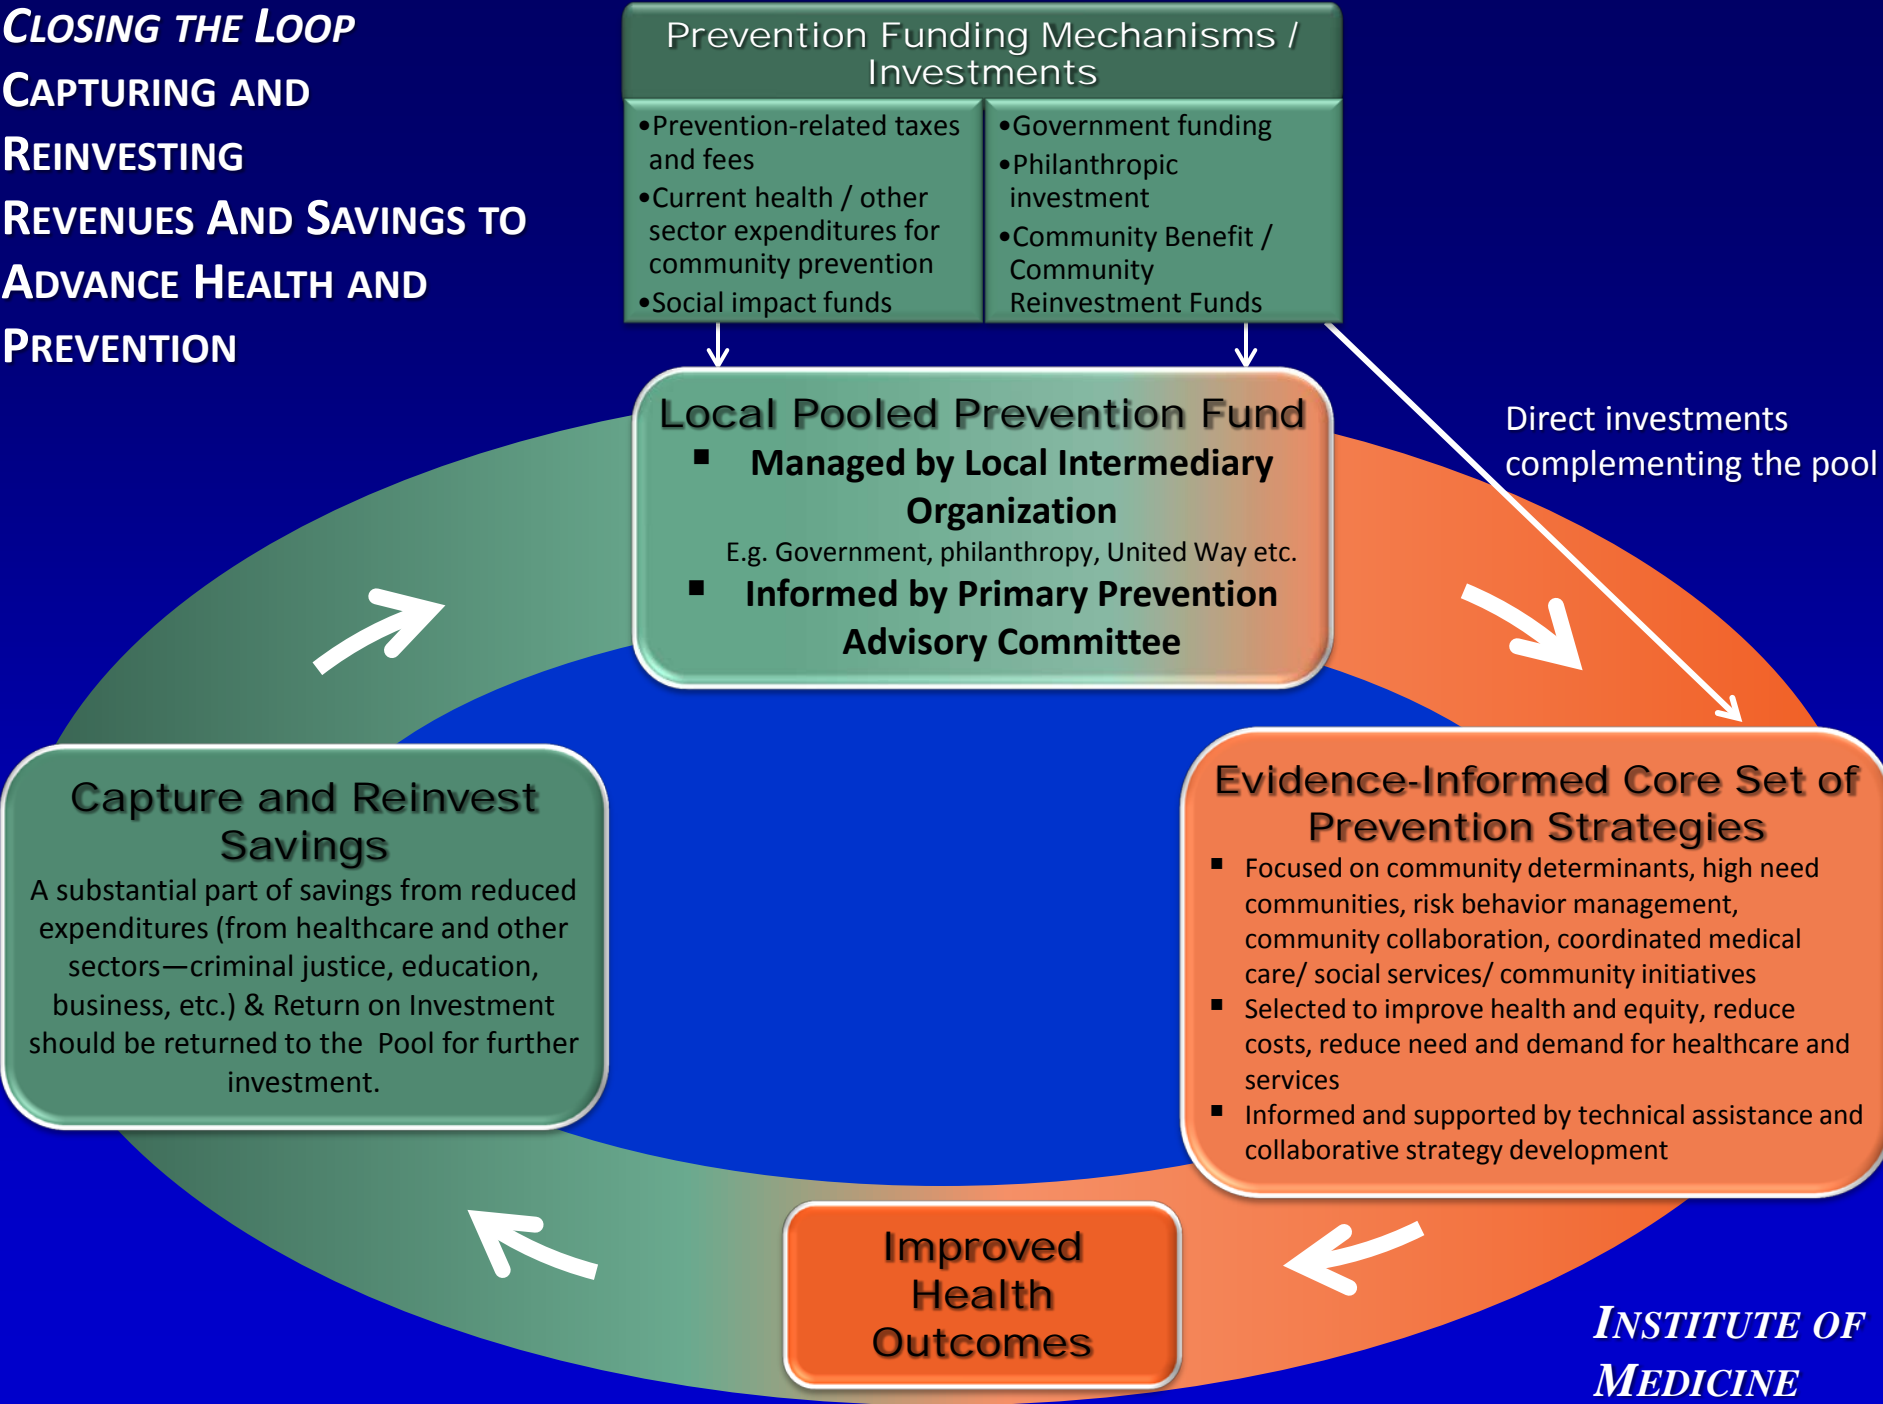 CLOSING THE LOOP
CAPTURING AND
REINVESTING
REVENUES AND SAVINGS TO
ADVANCE HEALTH AND
PREVENTION
Prevention Funding Mechanisms /
Investments
•Prevention-related taxes
and fees
•Current health / other
sector expenditures for
community prevention
•Social impact funds
•Government funding
•Philanthropic
investment
•Community Benefit /
Community
Reinvestment Funds
Direct investments
complementing the pool
Local Pooled Prevention Fund
▪ Managed by Local Intermediary
Organization
E.g. Government, philanthropy, United Way etc.
▪ Informed by Primary Prevention
Advisory Committee
Evidence-Informed Core Set of
Prevention Strategies
▪ Focused on community determinants, high need
communities, risk behavior management,
community collaboration, coordinated medical
care/ social services/ community initiatives
▪ Selected to improve health and equity, reduce
costs, reduce need and demand for healthcare and
services
▪ Informed and supported by technical assistance and
collaborative strategy development
Improved
Health
Outcomes
Capture and Reinvest
Savings
A substantial part of savings from reduced
expenditures (from healthcare and other
sectors—criminal justice, education,
business, etc.) & Return on Investment
should be returned to the Pool for further
investment.
INSTITUTE OF
MEDICINE